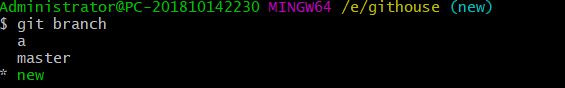 Administrator@PC-201810142230 MINGW64 /e/githouse (new)
$ git branch
  a
  master
* new